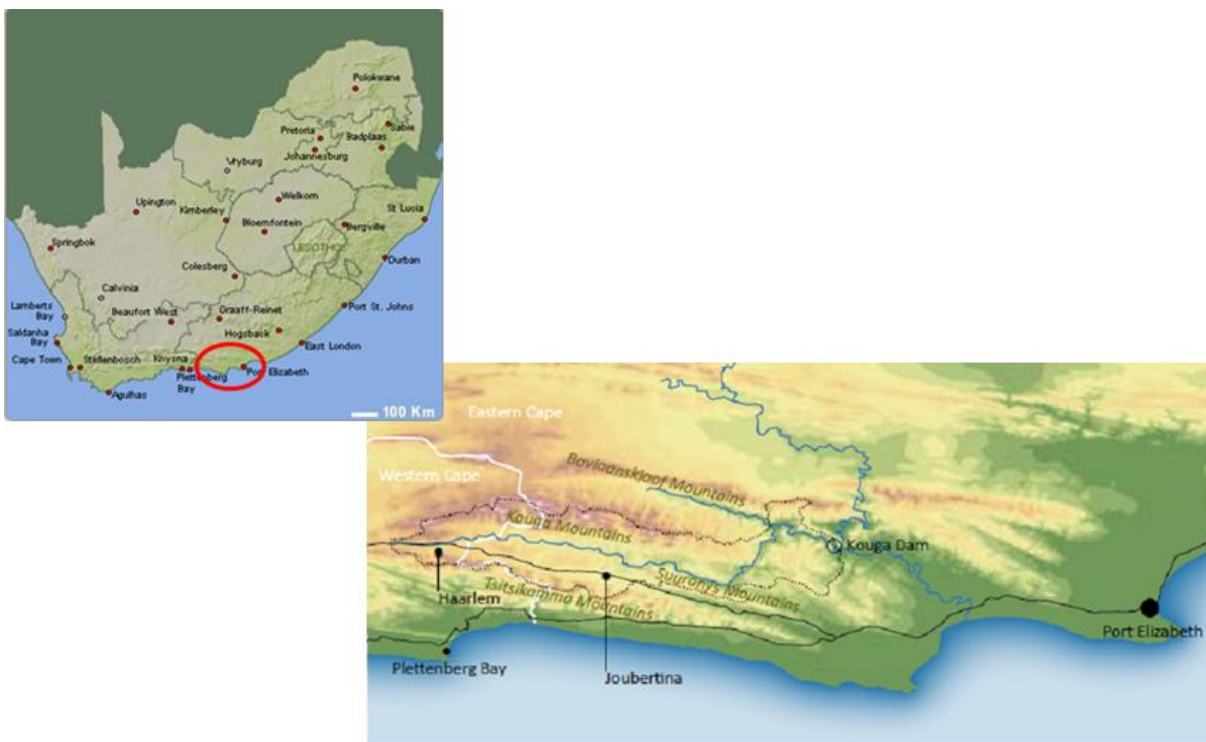 Polokwane
Pretoria
Sabie
Badplaas
Johannesburg
Vryburg
Upington
Welkom
St Lucia
Kimberley
Bloemfontein
Bergville
Springbok
LESOTHO
Durban
Colesberg
Calvinia
Lamberts
Bay
Beaufort West
Graaff-Reinet
Port St. Johns
Saldanha
Bay
Hogsback
East London
Cape Town
Stellenbosch
Knysna
Plettenberg
Bay
Port Elizabeth
Agulhas
100 Km
Eastern Cape
Western Cape
Baviaanskloof Mountains
Kouga Mountains
Kouga Dam
Suuranys Mountains
Haarlem
Tsitsikamma Mountains
Port Elizabeth
Plettenberg Bay
Joubertina